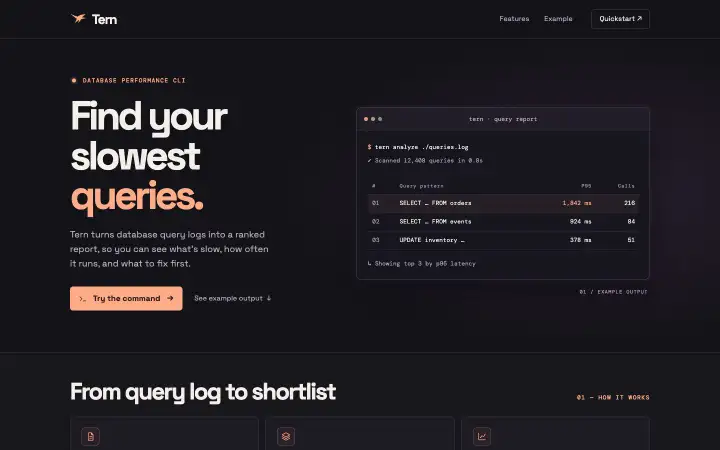 Tern
Features
Example
Quickstart ↗
DATABASE PERFORMANCE CLI
Find your
slowest
queries.
Tern turns database query logs into a ranked
report, so you can see what's slow, how often
it runs, and what to fix first.
>_ Try the command →
See example output ↓
tern · query report
$ tern analyze ./queries.log
✓ Scanned 12,408 queries in 0.8s
# Query pattern P95 Calls
01 SELECT … FROM orders 1,842 ms 216
02 SELECT … FROM events 924 ms 84
03 UPDATE inventory … 378 ms 51
↳ Showing top 3 by p95 latency
01 / EXAMPLE OUTPUT
From query log to shortlist
01 — HOW IT WORKS